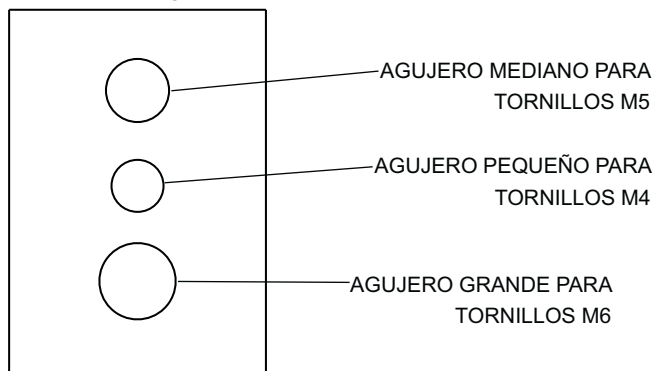 AGUJERO MEDIANO PARA
TORNILLOS M5
AGUJERO PEQUEÑO PARA
TORNILLOS M4
AGUJERO GRANDE PARA
TORNILLOS M6